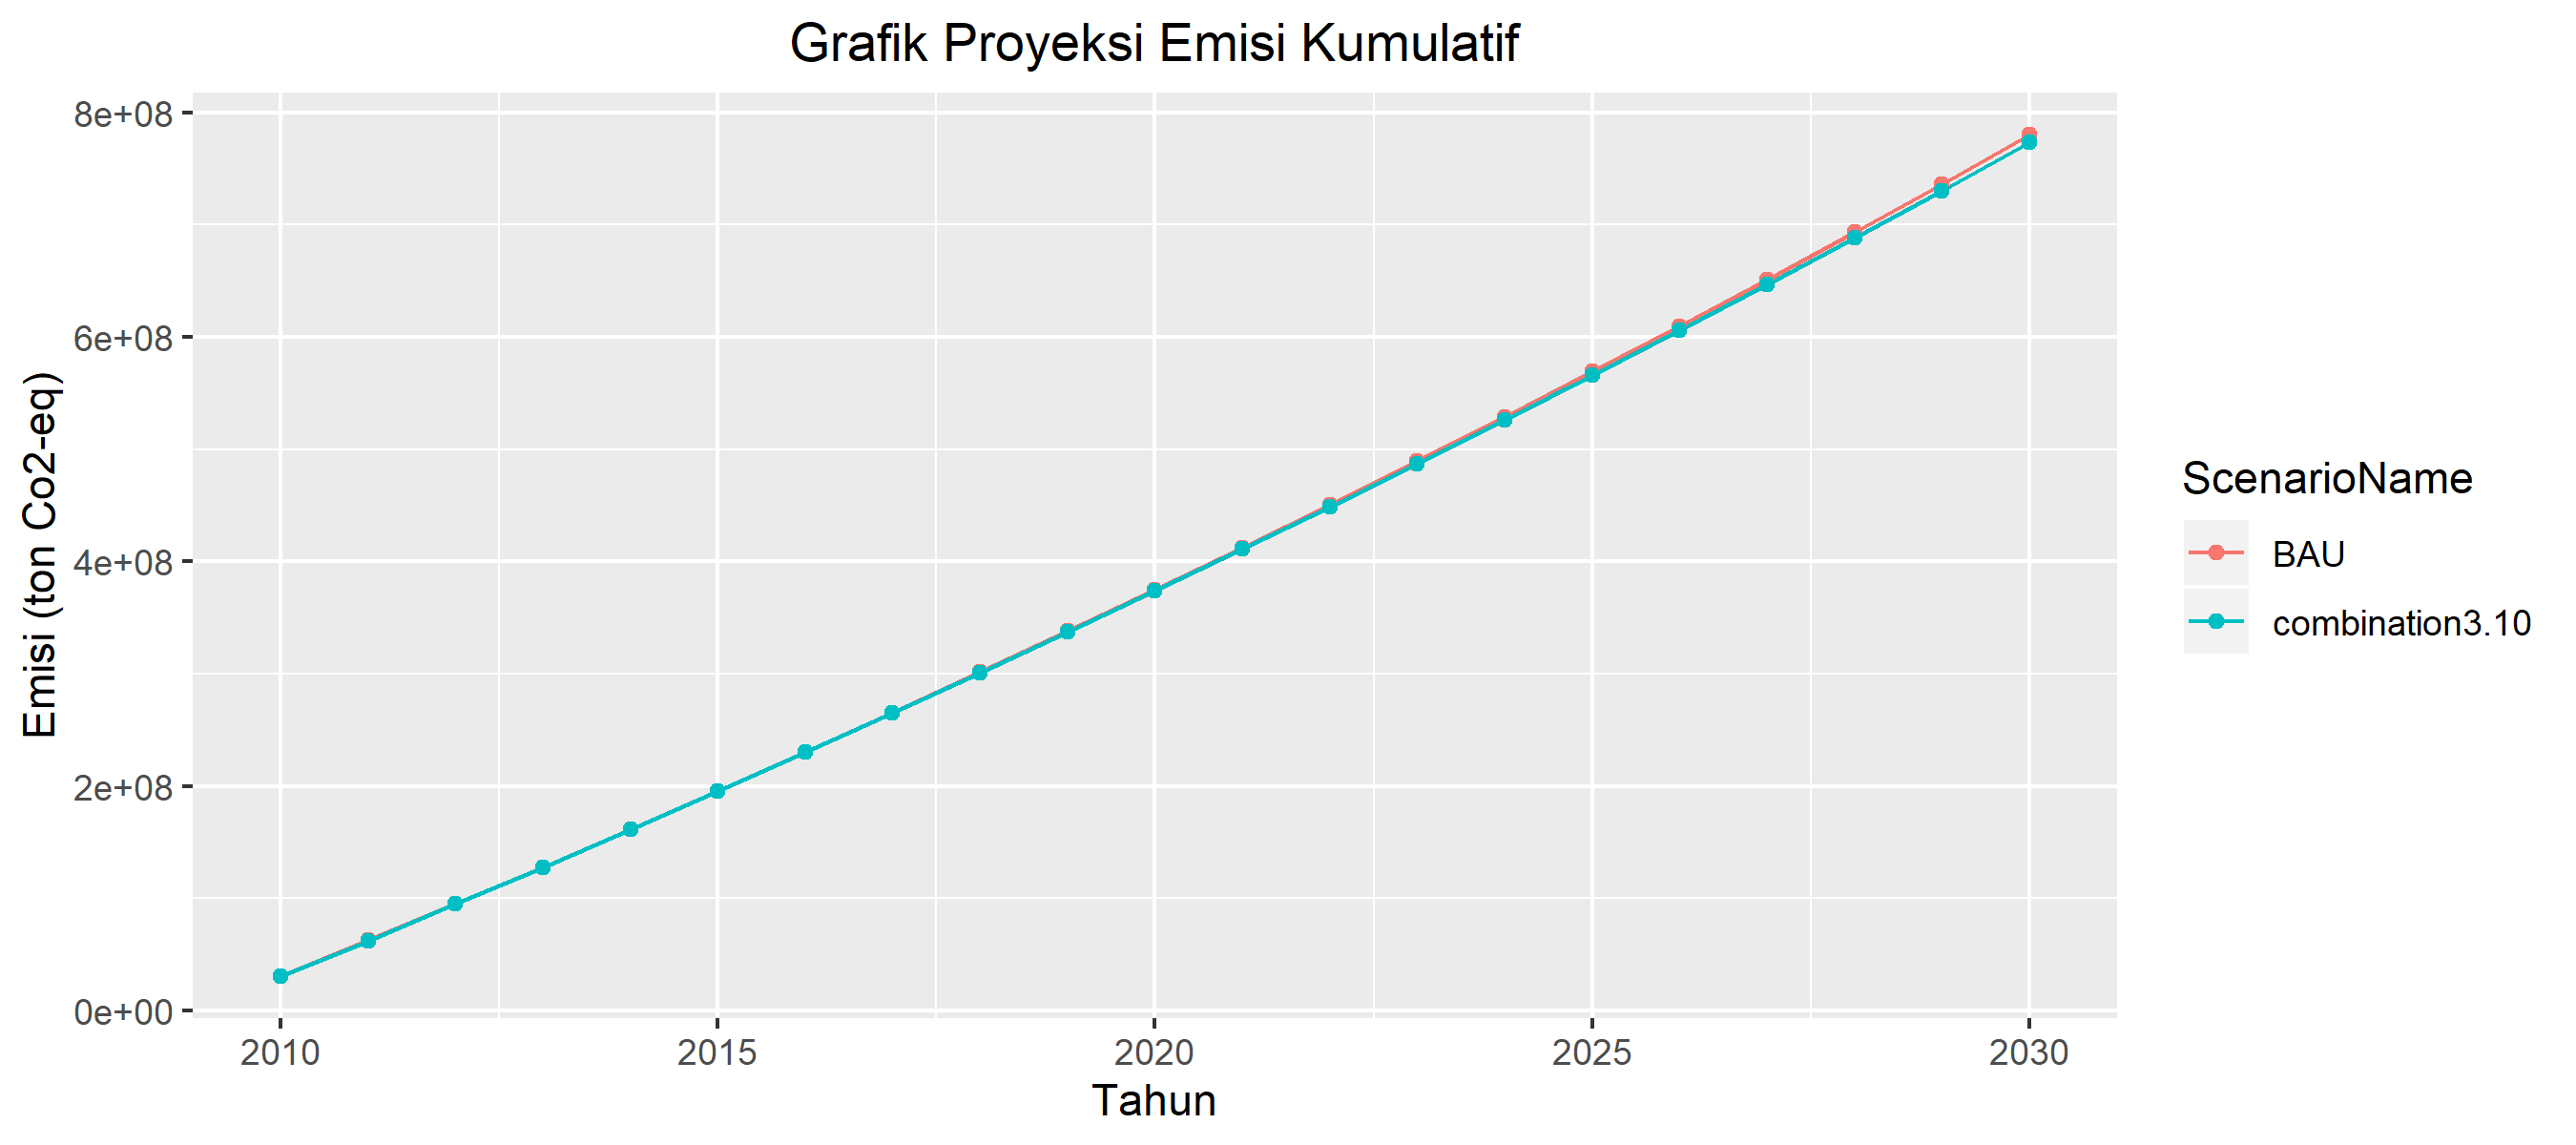 Grafik Proyeksi Emisi Kumulatif
8e+08
6e+08
4e+08
2e+08
0e+00
Emisi (ton Co2-eq)
2010
2015
2020
2025
2030
Tahun
ScenarioName
BAU
combination3.10